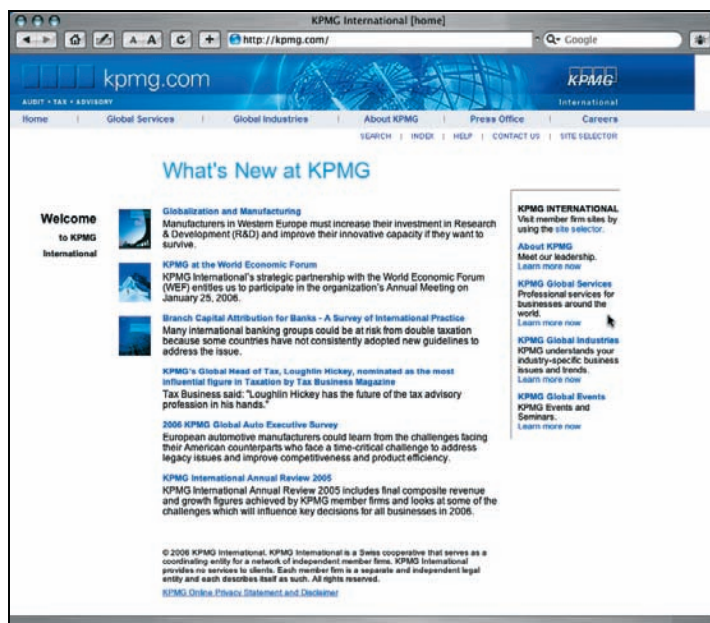 KPMG International [home]
A A C + http://kpmg.com/ Google
kpmg.com KPMG
AUDIT • TAX • ADVISORY International
Home | Global Services | Global Industries | About KPMG | Press Office | Careers
SEARCH | INDEX | HELP | CONTACT US | SITE SELECTOR
What's New at KPMG
Welcome
to KPMG
International
Globalization and Manufacturing
Manufacturers in Western Europe must increase their investment in Research
& Development (R&D) and improve their innovative capacity if they want to
survive.
KPMG at the World Economic Forum
KPMG International's strategic partnership with the World Economic Forum
(WEF) entitles us to participate in the organization's Annual Meeting on
January 25, 2006.
Branch Capital Attribution for Banks - A Survey of International Practice
Many international banking groups could be at risk from double taxation
because some countries have not consistently adopted new guidelines to
address the issue.
KPMG's Global Head of Tax, Loughlin Hickey, nominated as the most
influential figure in Taxation by Tax Business Magazine
Tax Business said: "Loughlin Hickey has the future of the tax advisory
profession in his hands."
2006 KPMG Global Auto Executive Survey
European automotive manufacturers could learn from the challenges facing
their American counterparts who face a time-critical challenge to address
legacy issues and improve competitiveness and product efficiency.
KPMG International Annual Review 2005
KPMG International Annual Review 2005 includes final composite revenue
and growth figures achieved by KPMG member firms and looks at some of the
challenges which will influence key decisions for all businesses in 2006.
KPMG INTERNATIONAL
Visit member firm sites by
using the site selector.
About KPMG
Meet our leadership.
Learn more now
KPMG Global Services
Professional services for
businesses around the
world.
Learn more now
KPMG Global Industries
KPMG understands your
industry-specific business
issues and trends.
Learn more now
KPMG Global Events
KPMG Events and
Seminars.
Learn more now
© 2006 KPMG International. KPMG International is a Swiss cooperative that serves as a
coordinating entity for a network of independent member firms. KPMG International
provides no services to clients. Each member firm is a separate and independent legal
entity and each describes itself as such. All rights reserved.
KPMG Online Privacy Statement and Disclaimer